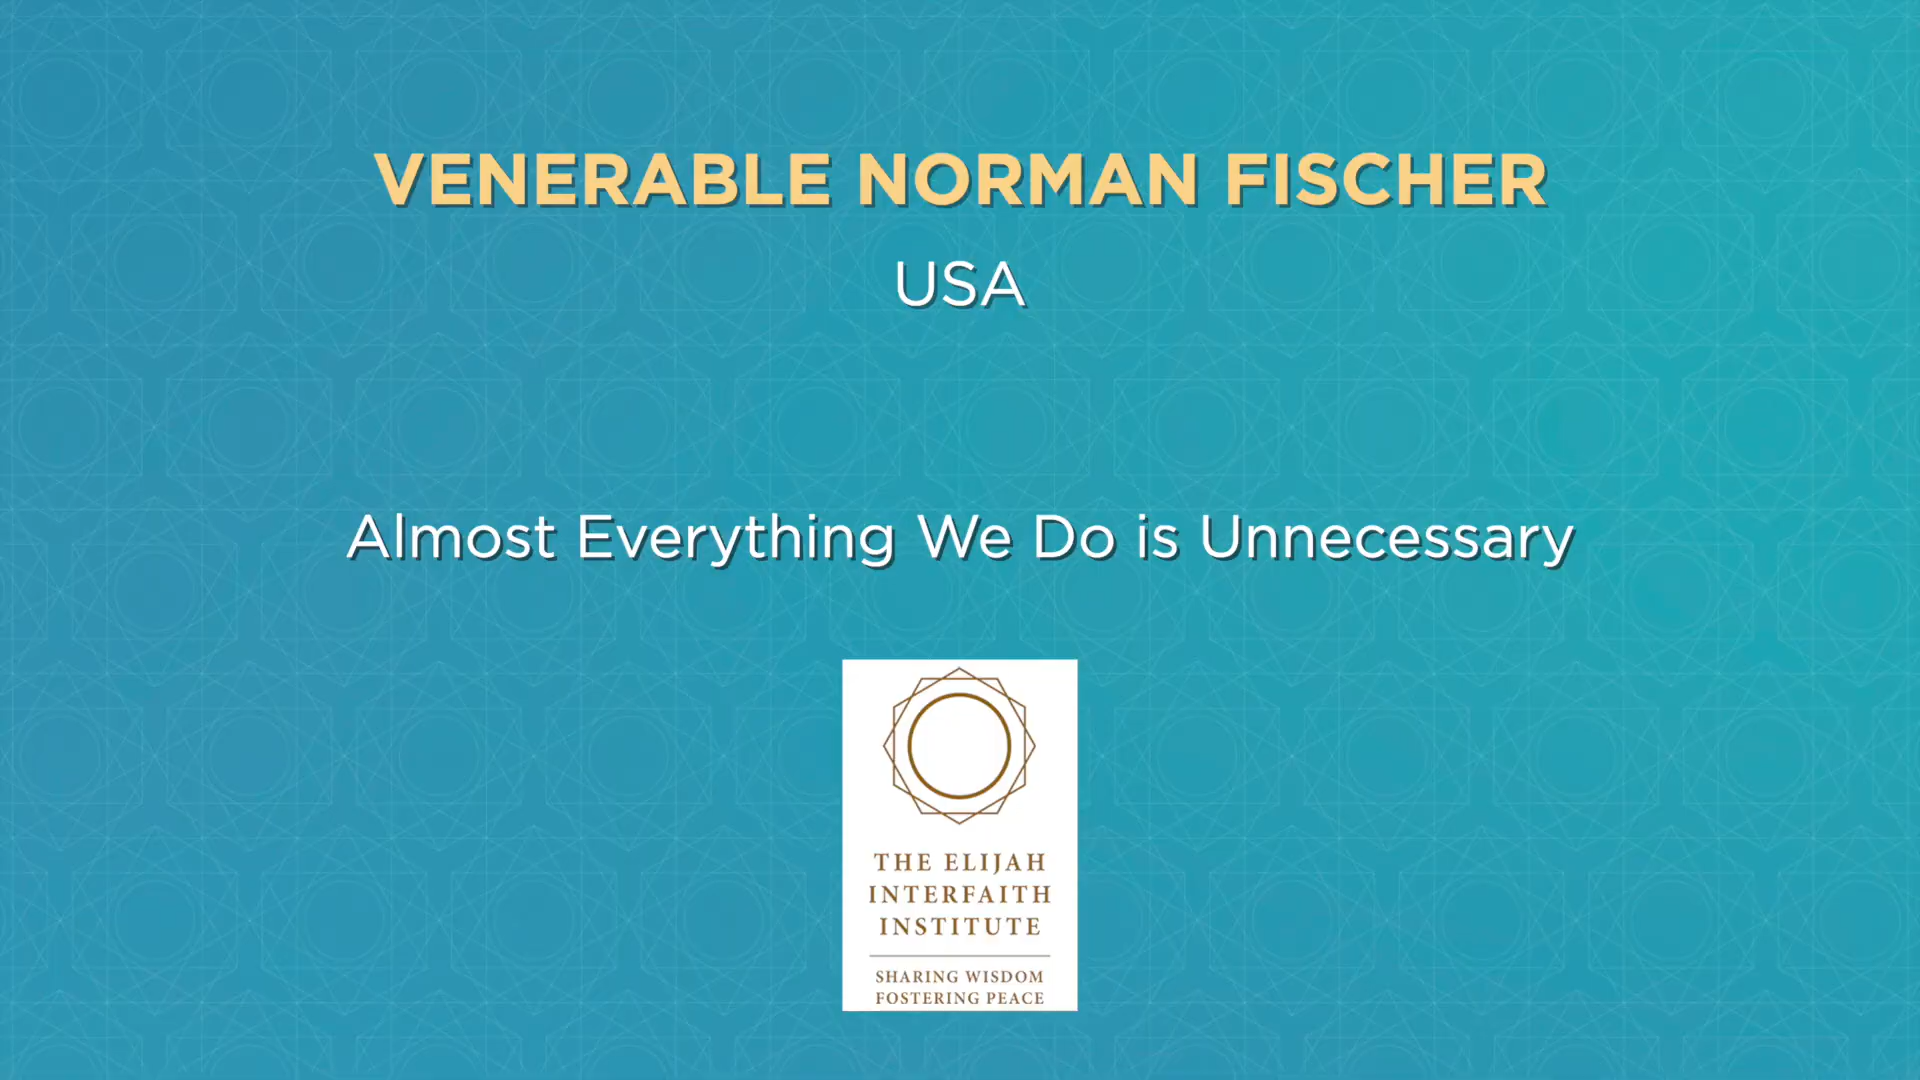 VENERABLE NORMAN FISCHER
USA
Almost Everything We Do is Unnecessary
THE ELIJAH
INTERFAITH
INSTITUTE
SHARING WISDOM
FOSTERING PEACE